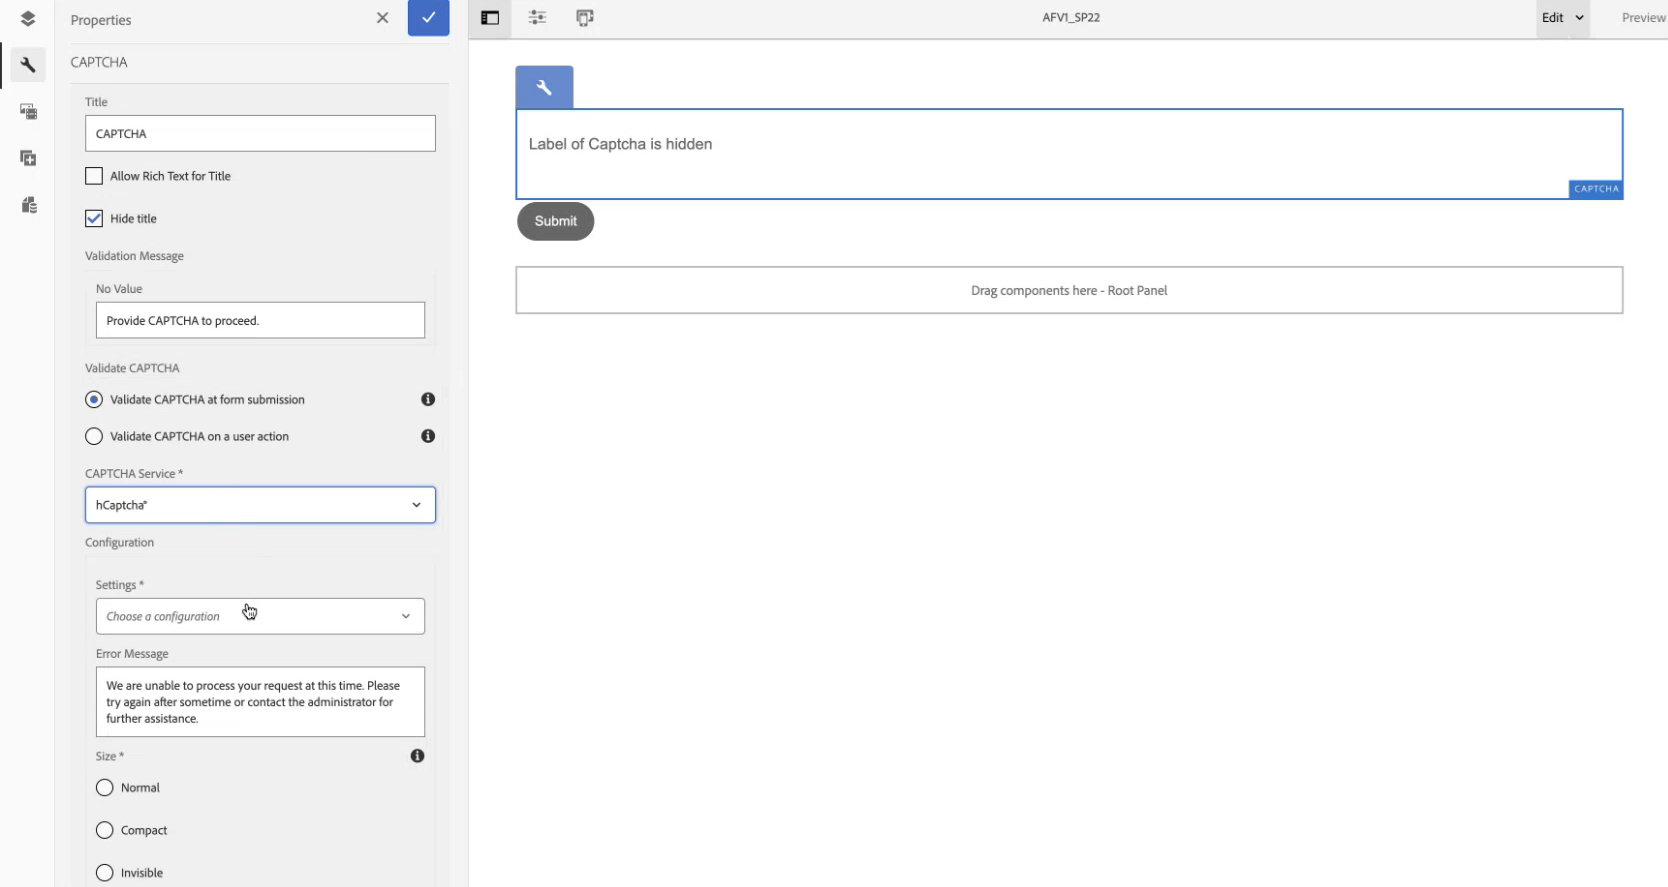 Properties
CAPTCHA
Title
CAPTCHA
Allow Rich Text for Title
Hide title
Validation Message
No Value
Provide CAPTCHA to proceed.
Validate CAPTCHA
Validate CAPTCHA at form submission
Validate CAPTCHA on a user action
CAPTCHA Service *
hCaptcha*
Configuration
Settings *
Choose a configuration
Error Message
We are unable to process your request at this time. Please
try again after sometime or contact the administrator for
further assistance.
Size *
Normal
Compact
Invisible
AFV1_SP22
Edit
Preview
Label of Captcha is hidden
CAPTCHA
Submit
Drag components here - Root Panel